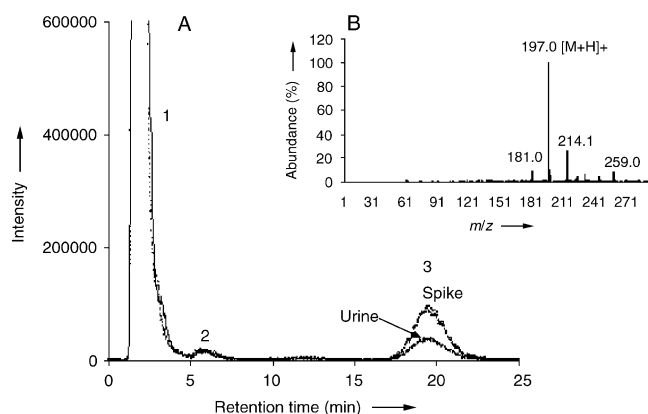 A
600000
400000
200000
0
Intensity
1
2
3
Spike
Urine
0 5 10 15 20 25
Retention time (min)
B
120
100
80
60
40
20
0
Abundance (%)
197.0 [M+H]+
181.0
214.1
259.0
1 31 61 91 121 151 181 211 241 271
m/z